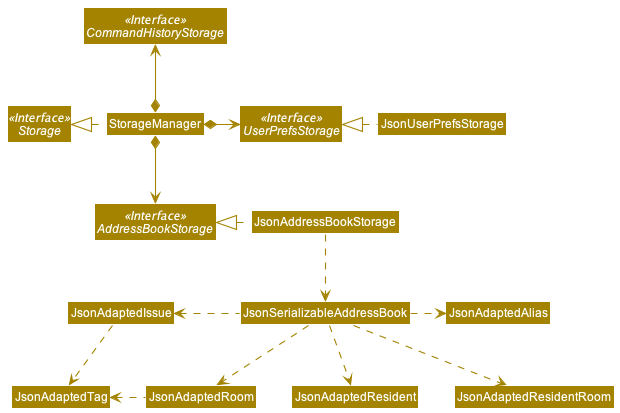 «Interface»
CommandHistoryStorage
«Interface»
Storage
StorageManager
«Interface»
UserPrefsStorage
JsonUserPrefsStorage
«Interface»
AddressBookStorage
JsonAddressBookStorage
JsonAdaptedIssue
JsonSerializableAddressBook
JsonAdaptedAlias
JsonAdaptedTag
JsonAdaptedRoom
JsonAdaptedResident
JsonAdaptedResidentRoom